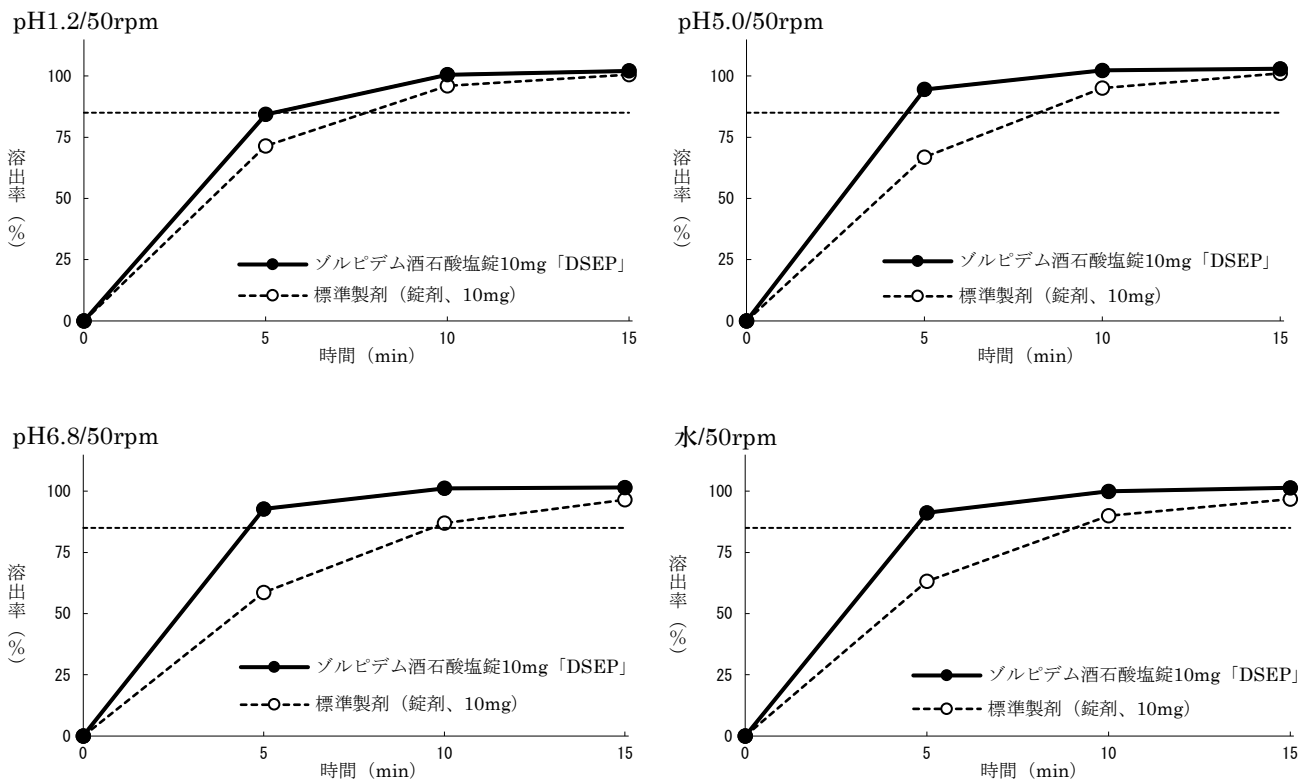 pH1.2/50rpm
100
75
50
25
0
溶出率（%）
ゾルピデム酒石酸塩錠10mg「DSEP」
標準製剤（錠剤、10mg）
0 5 10 15
時間（min）
pH5.0/50rpm
100
75
50
25
0
溶出率（%）
ゾルピデム酒石酸塩錠10mg「DSEP」
標準製剤（錠剤、10mg）
0 5 10 15
時間（min）
pH6.8/50rpm
100
75
50
25
0
溶出率（%）
ゾルピデム酒石酸塩錠10mg「DSEP」
標準製剤（錠剤、10mg）
0 5 10 15
時間（min）
水/50rpm
100
75
50
25
0
溶出率（%）
ゾルピデム酒石酸塩錠10mg「DSEP」
標準製剤（錠剤、10mg）
0 5 10 15
時間（min）